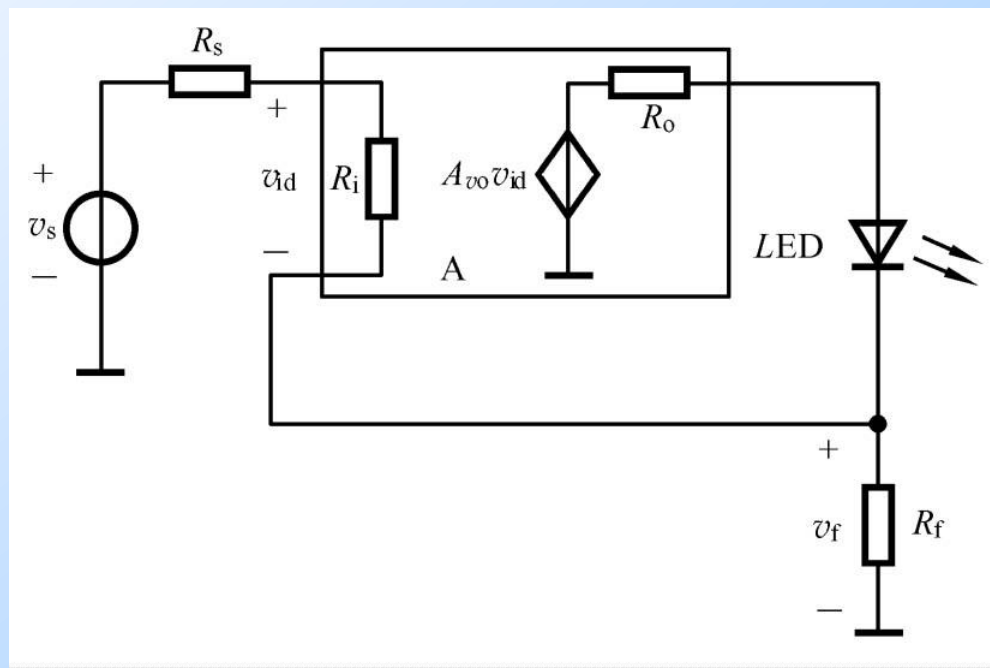 Rs
Ro
+
+
vid
Ri
Avovid
vs
LED
−
−
A
+
vf
Rf
−